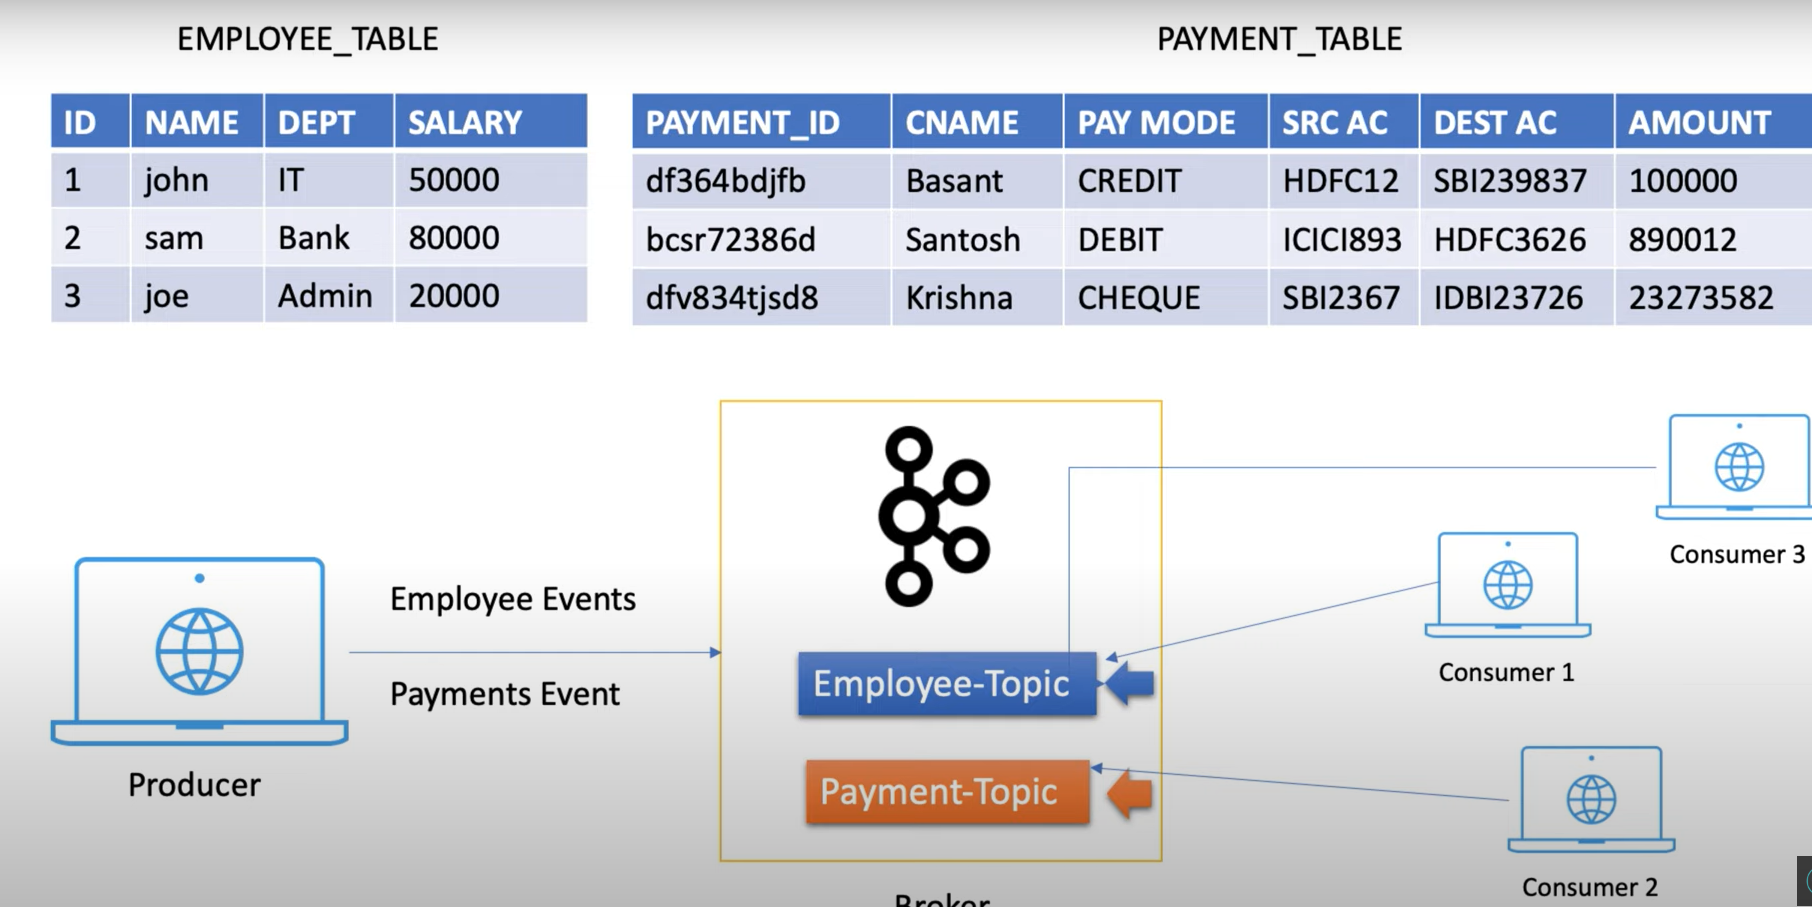 EMPLOYEE_TABLE
PAYMENT_TABLE
ID NAME DEPT SALARY
1 john IT 50000
2 sam Bank 80000
3 joe Admin 20000
PAYMENT_ID CNAME PAY MODE SRC AC DEST AC AMOUNT
df364bdjfb Basant CREDIT HDFC12 SBI239837 100000
bcsr72386d Santosh DEBIT ICICI893 HDFC3626 890012
dfv834tjsd8 Krishna CHEQUE SBI2367 IDBI23726 23273582
Employee Events
Payments Event
Producer
Employee-Topic
Payment-Topic
Broker
Consumer 3
Consumer 1
Consumer 2